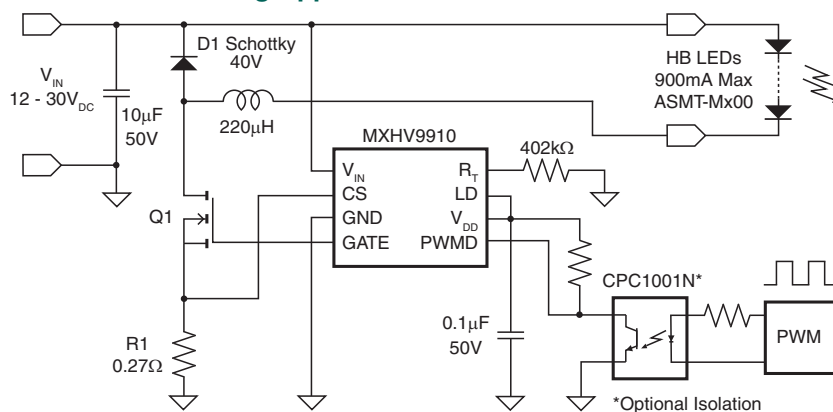 D1 Schottky
40V
V_IN
12 - 30V_DC
10µF
50V
220µH
HB LEDs
900mA Max
ASMT-Mx00
MXHV9910
402kΩ
V_IN
R_T
CS
LD
GND
V_DD
GATE
PWMD
Q1
CPC1001N*
R1
0.27Ω
0.1µF
50V
PWM
*Optional Isolation